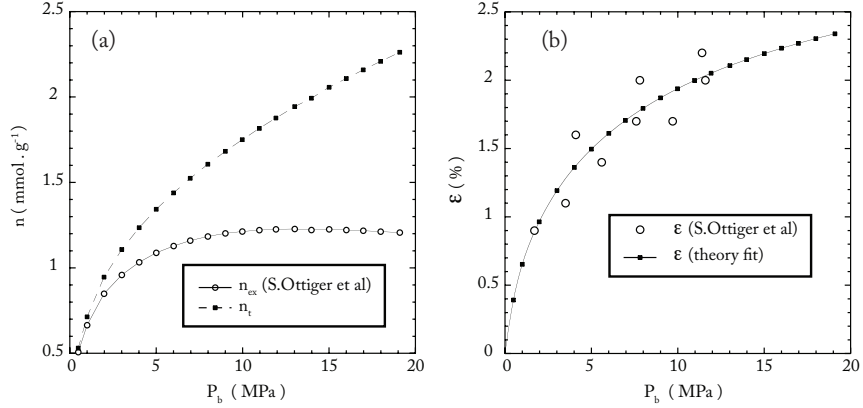 (a)
2.5
2
1.5
1
0.5
n ( mmol . g⁻¹)
0 5 10 15 20
P_b ( MPa )
n_ex (S.Ottiger et al)
n_t
(b)
2.5
2
1.5
1
0.5
0
ε (%)
0 5 10 15 20
P_b ( MPa )
ε (S.Ottiger et al)
ε (theory fit)